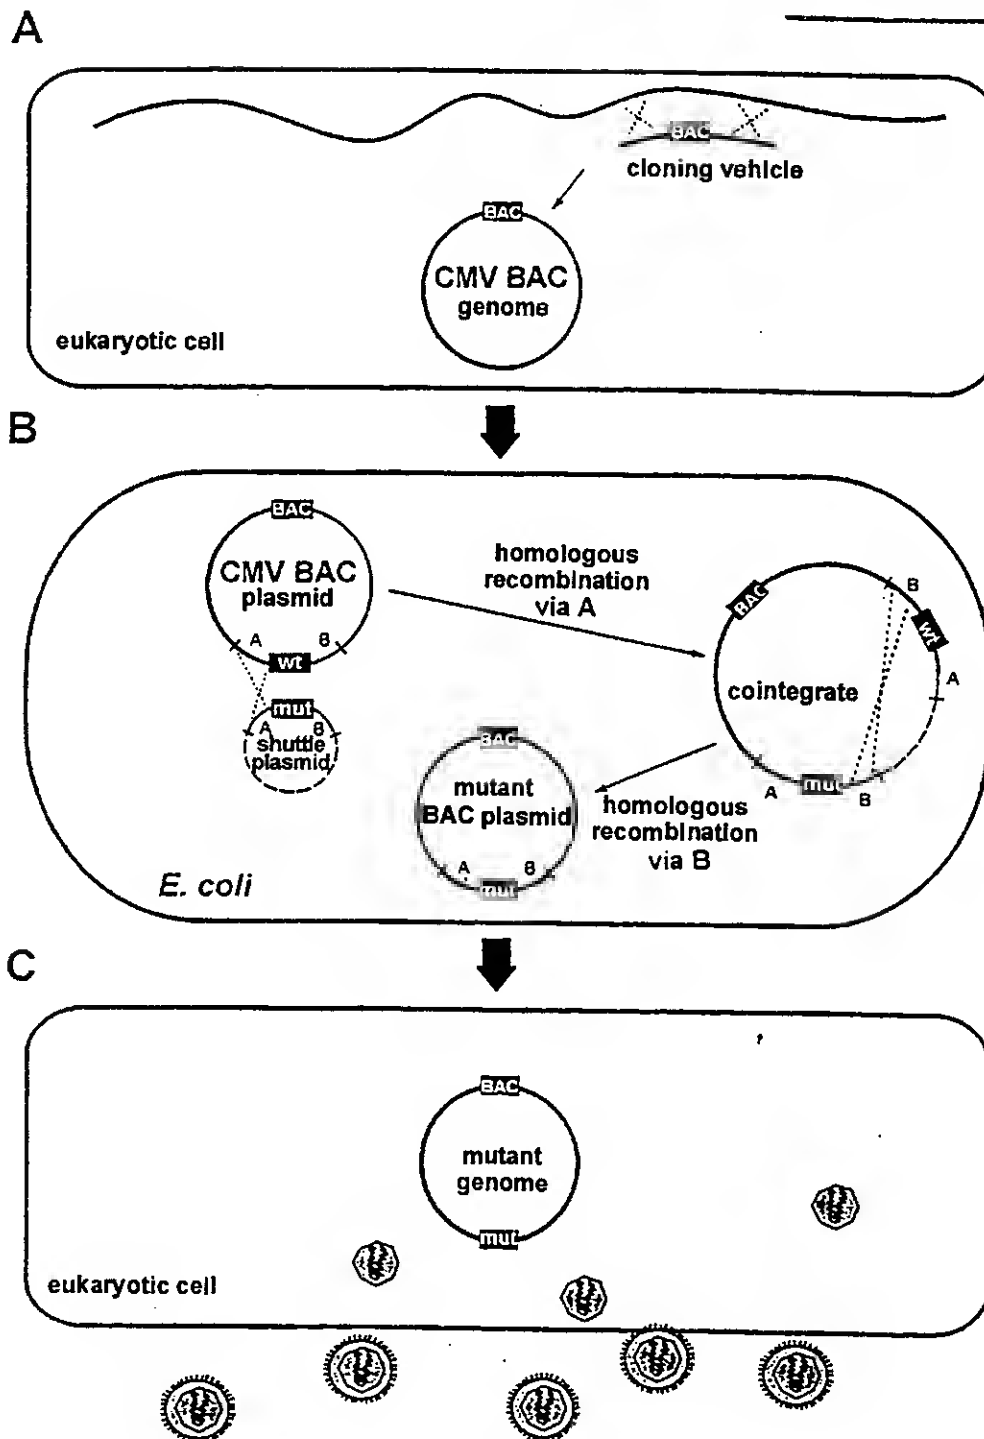 A
BAC
cloning vehicle
BAC
CMV BAC
genome
eukaryotic cell
B
BAC
CMV BAC
plasmid
A
B
wt
mut
A
B
shuttle
plasmid
homologous
recombination
via A
BAC
B
wt
A
cointegrate
A
mut
B
BAC
mutant
BAC plasmid
A
B
mut
homologous
recombination
via B
E. coli
C
BAC
mutant
genome
mut
eukaryotic cell